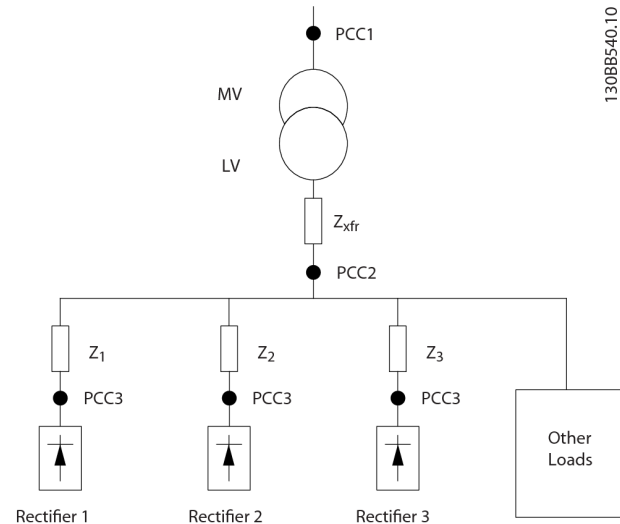 PCC1
130BB540.10
MV
LV
Zxfr
PCC2
Z1
Z2
Z3
PCC3
PCC3
PCC3
Other
Loads
Rectifier 1
Rectifier 2
Rectifier 3